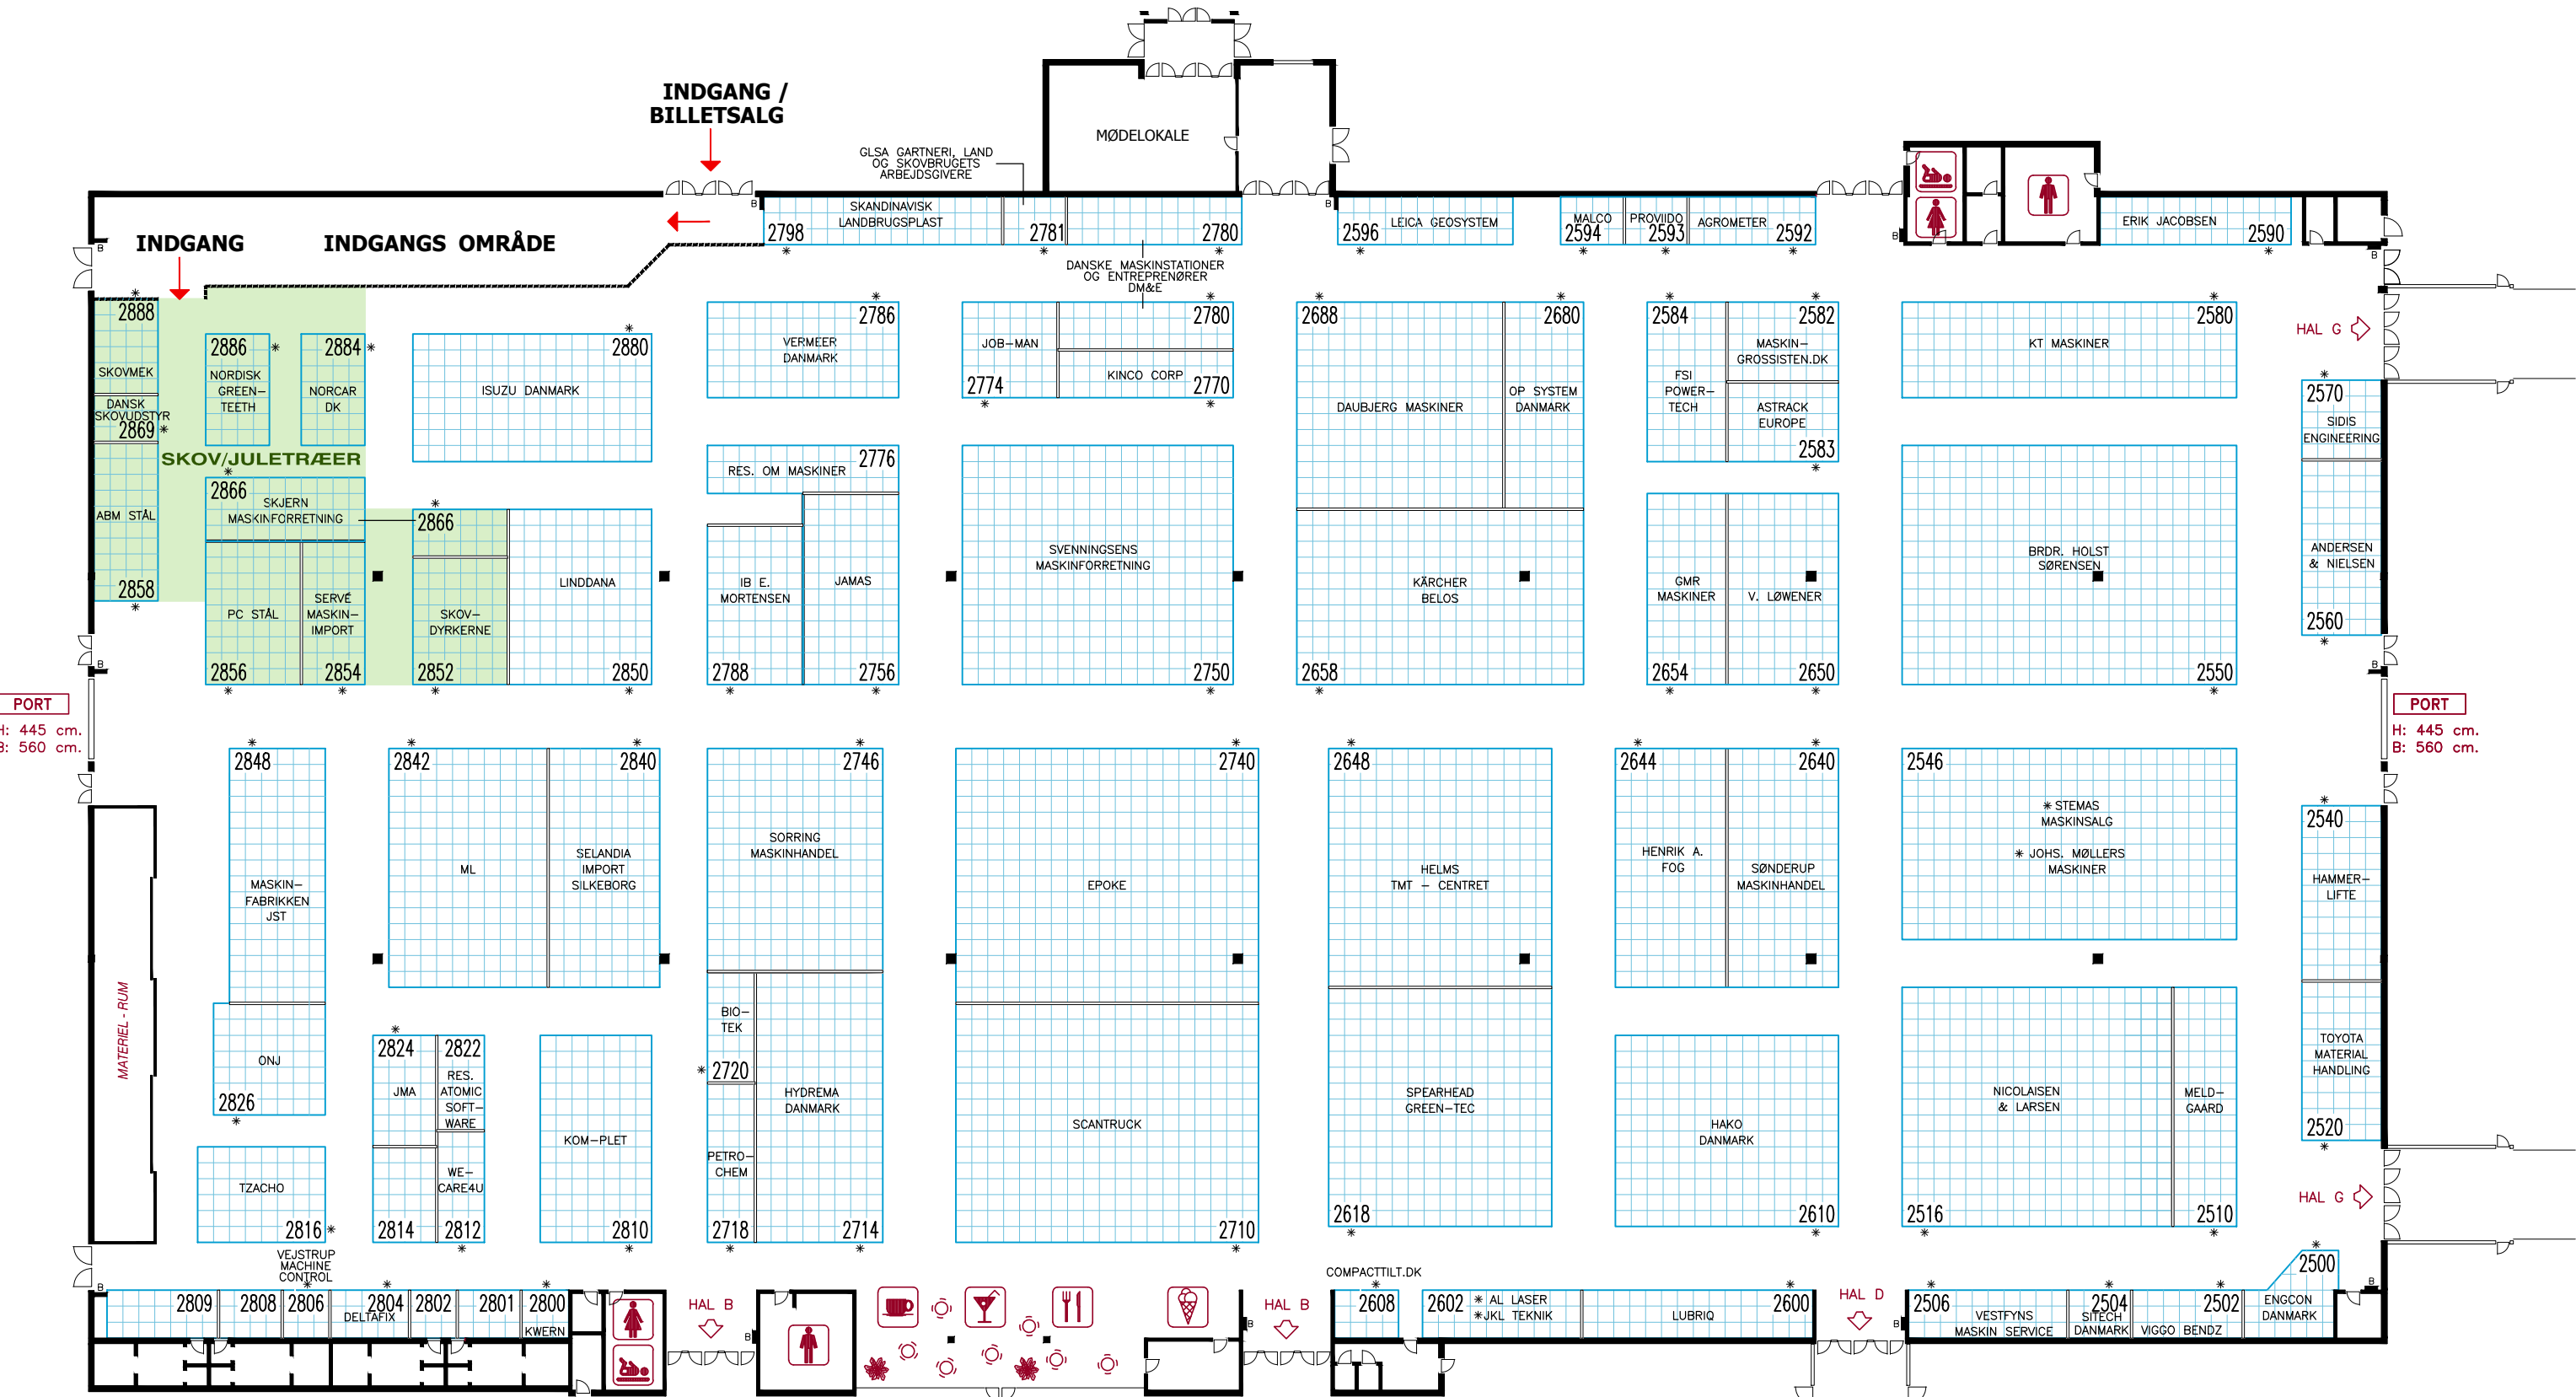 INDGANG /
BILLETSALG
MØDELOKALE
GLSA GARTNERI, LAND
OG SKOVBRUGETS
ARBEJDSGIVERE
INDGANG
INDGANGS OMRÅDE
B
B
B
B
B
SKANDINAVISK
LANDBRUGSPLAST
2798
2781
2780
LEICA GEOSYSTEM
2596
MALCO
2594
PROVIIDO
2593
AGROMETER
2592
ERIK JACOBSEN
2590
DANSKE MASKINSTATIONER
OG ENTREPRENØRER
DM&E
2888
SKOVMEK
DANSK
SKOVUDSTYR
2869
ABM STÅL
2858
2886
NORDISK
GREEN-
TEETH
2884
NORCAR
DK
SKOV/JULETRÆER
2880
ISUZU DANMARK
2786
VERMEER
DANMARK
JOB-MAN
2774
2780
KINCO CORP
2770
2688
DAUBJERG MASKINER
2680
OP SYSTEM
DANMARK
2584
FSI
POWER-
TECH
2582
MASKIN-
GROSSISTEN.DK
ASTRACK
EUROPE
2583
2580
KT MASKINER
HAL G
2570
SIDIS
ENGINEERING
ANDERSEN
& NIELSEN
2560
2866
SKJERN
MASKINFORRETNING
2866
PC STÅL
2856
SERVÉ
MASKIN-
IMPORT
2854
SKOV-
DYRKERNE
2852
LINDDANA
2850
2776
RES. OM MASKINER
IB E.
MORTENSEN
2788
JAMAS
2756
SVENNINGSENS
MASKINFORRETNING
2750
KÄRCHER
BELOS
2658
GMR
MASKINER
2654
V. LØWENER
2650
BRDR. HOLST
SØRENSEN
2550
B
B
PORT
H: 445 cm.
B: 560 cm.
PORT
H: 445 cm.
B: 560 cm.
2848
MASKIN-
FABRIKKEN
JST
2842
ML
2840
SELANDIA
IMPORT
SILKEBORG
2746
SORRING
MASKINHANDEL
2740
EPOKE
2648
HELMS
TMT - CENTRET
2644
HENRIK A.
FOG
2640
SØNDERUP
MASKINHANDEL
2546
* STEMAS
MASKINSALG
* JOHS. MØLLERS
MASKINER
2540
HAMMER-
LIFTE
MATERIEL - RUM
ONJ
2826
TZACHO
2816
2824
JMA
2822
RES.
ATOMIC
SOFT-
WARE
2814
WE-
CARE4U
2812
KOM-PLET
2810
BIO-
TEK
2720
PETRO-
CHEM
2718
HYDREMA
DANMARK
2714
SCANTRUCK
2710
SPEARHEAD
GREEN-TEC
2618
HAKO
DANMARK
2610
NICOLAISEN
& LARSEN
2516
MELD-
GAARD
2510
TOYOTA
MATERIAL
HANDLING
2520
HAL G
VEJSTRUP
MACHINE
CONTROL
B
2809
2808
2806
2804
DELTAFIX
2802
2801
2800
KWERN
HAL B
B
HAL B
B
COMPACTTILT.DK
2608
2602
* AL LASER
* JKL TEKNIK
LUBRIQ
2600
HAL D
B
2506
VESTFYNS
MASKIN SERVICE
2504
SITECH
DANMARK
2502
VIGGO BENDZ
2500
ENGCON
DANMARK
B